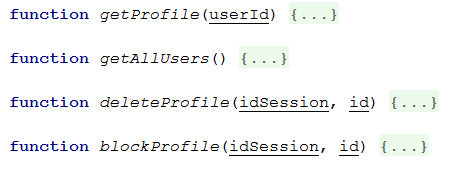 function getProfile(userId) {...}
function getAllUsers() {...}
function deleteProfile(idSession, id) {...}
function blockProfile(idSession, id) {...}